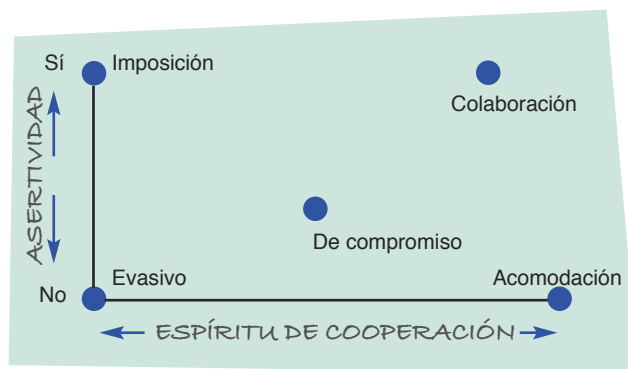 Sí
Imposición
Colaboración
ASERTIVIDAD
De compromiso
No
Evasivo
Acomodación
ESPÍRITU DE COOPERACIÓN